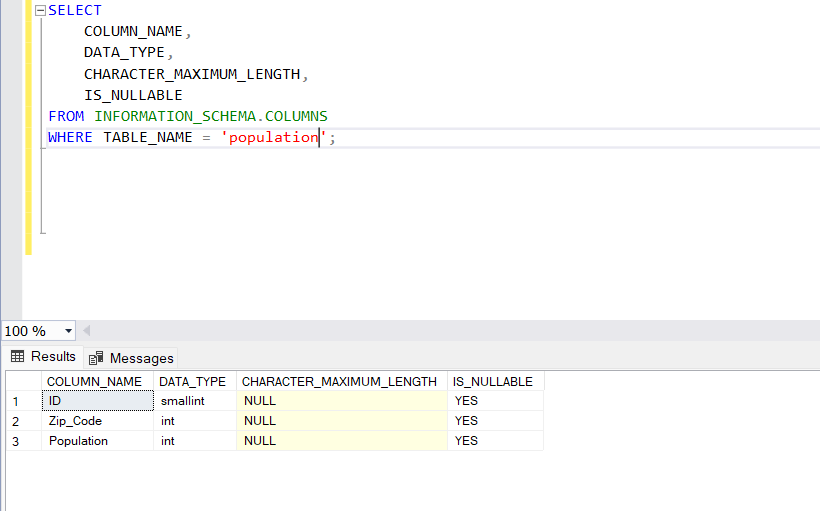 SELECT
COLUMN_NAME,
DATA_TYPE,
CHARACTER_MAXIMUM_LENGTH,
IS_NULLABLE
FROM INFORMATION_SCHEMA.COLUMNS
WHERE TABLE_NAME = 'population';
100 %
Results Messages
COLUMN_NAME DATA_TYPE CHARACTER_MAXIMUM_LENGTH IS_NULLABLE
1 ID smallint NULL YES
2 Zip_Code int NULL YES
3 Population int NULL YES